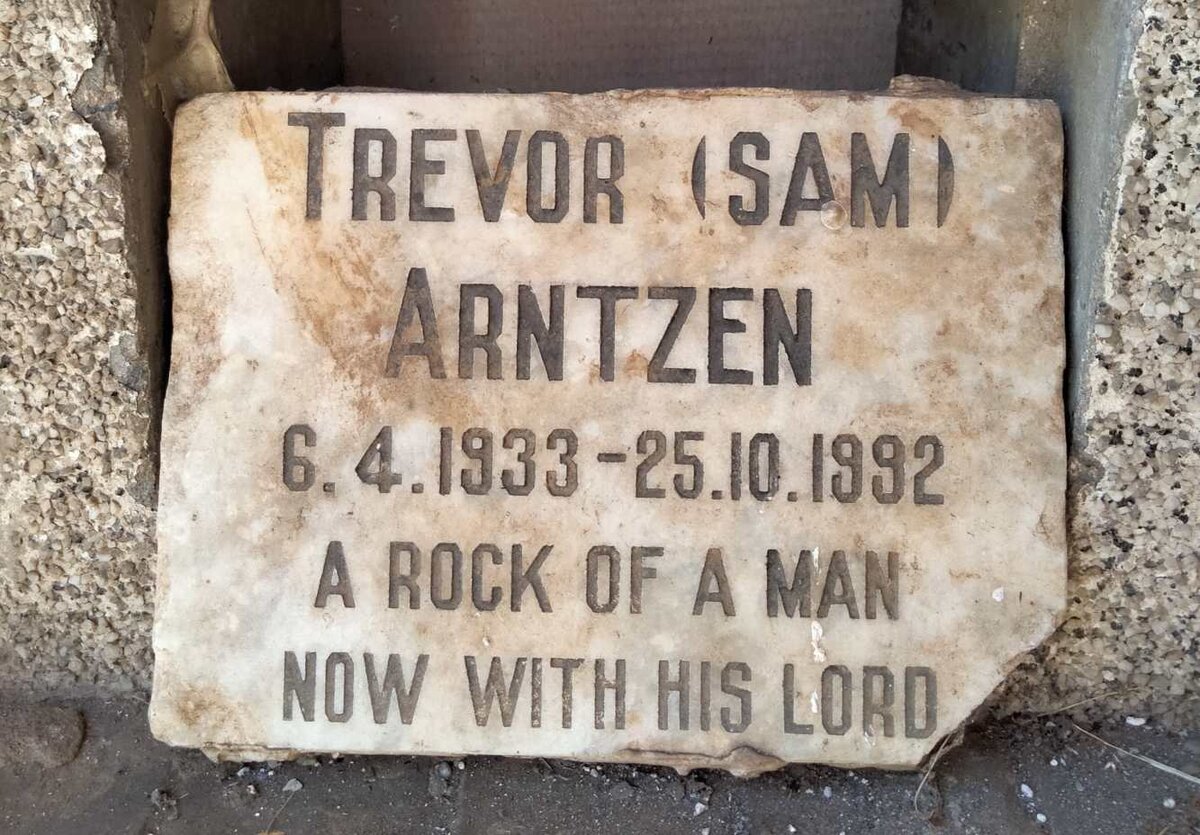 TREVOR (SAM)
ARNTZEN
6.4.1933-25.10.1992
A ROCK OF A MAN
NOW WITH HIS LORD